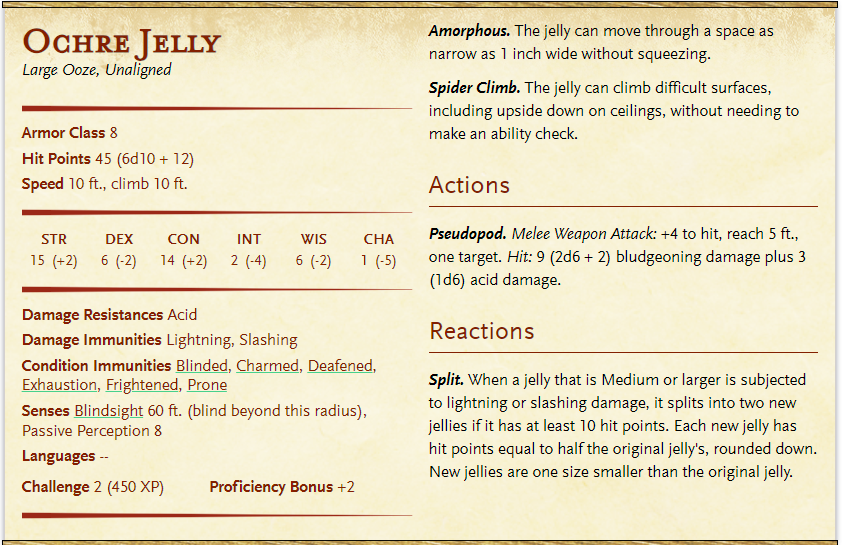 Ochre Jelly
Large Ooze, Unaligned
Armor Class 8
Hit Points 45 (6d10 + 12)
Speed 10 ft., climb 10 ft.
STR DEX CON INT WIS CHA
15 (+2) 6 (-2) 14 (+2) 2 (-4) 6 (-2) 1 (-5)
Damage Resistances Acid
Damage Immunities Lightning, Slashing
Condition Immunities Blinded, Charmed, Deafened,
Exhaustion, Frightened, Prone
Senses Blindsight 60 ft. (blind beyond this radius),
Passive Perception 8
Languages --
Challenge 2 (450 XP) Proficiency Bonus +2
Amorphous. The jelly can move through a space as
narrow as 1 inch wide without squeezing.
Spider Climb. The jelly can climb difficult surfaces,
including upside down on ceilings, without needing to
make an ability check.
Actions
Pseudopod. Melee Weapon Attack: +4 to hit, reach 5 ft.,
one target. Hit: 9 (2d6 + 2) bludgeoning damage plus 3
(1d6) acid damage.
Reactions
Split. When a jelly that is Medium or larger is subjected
to lightning or slashing damage, it splits into two new
jellies if it has at least 10 hit points. Each new jelly has
hit points equal to half the original jelly's, rounded down.
New jellies are one size smaller than the original jelly.